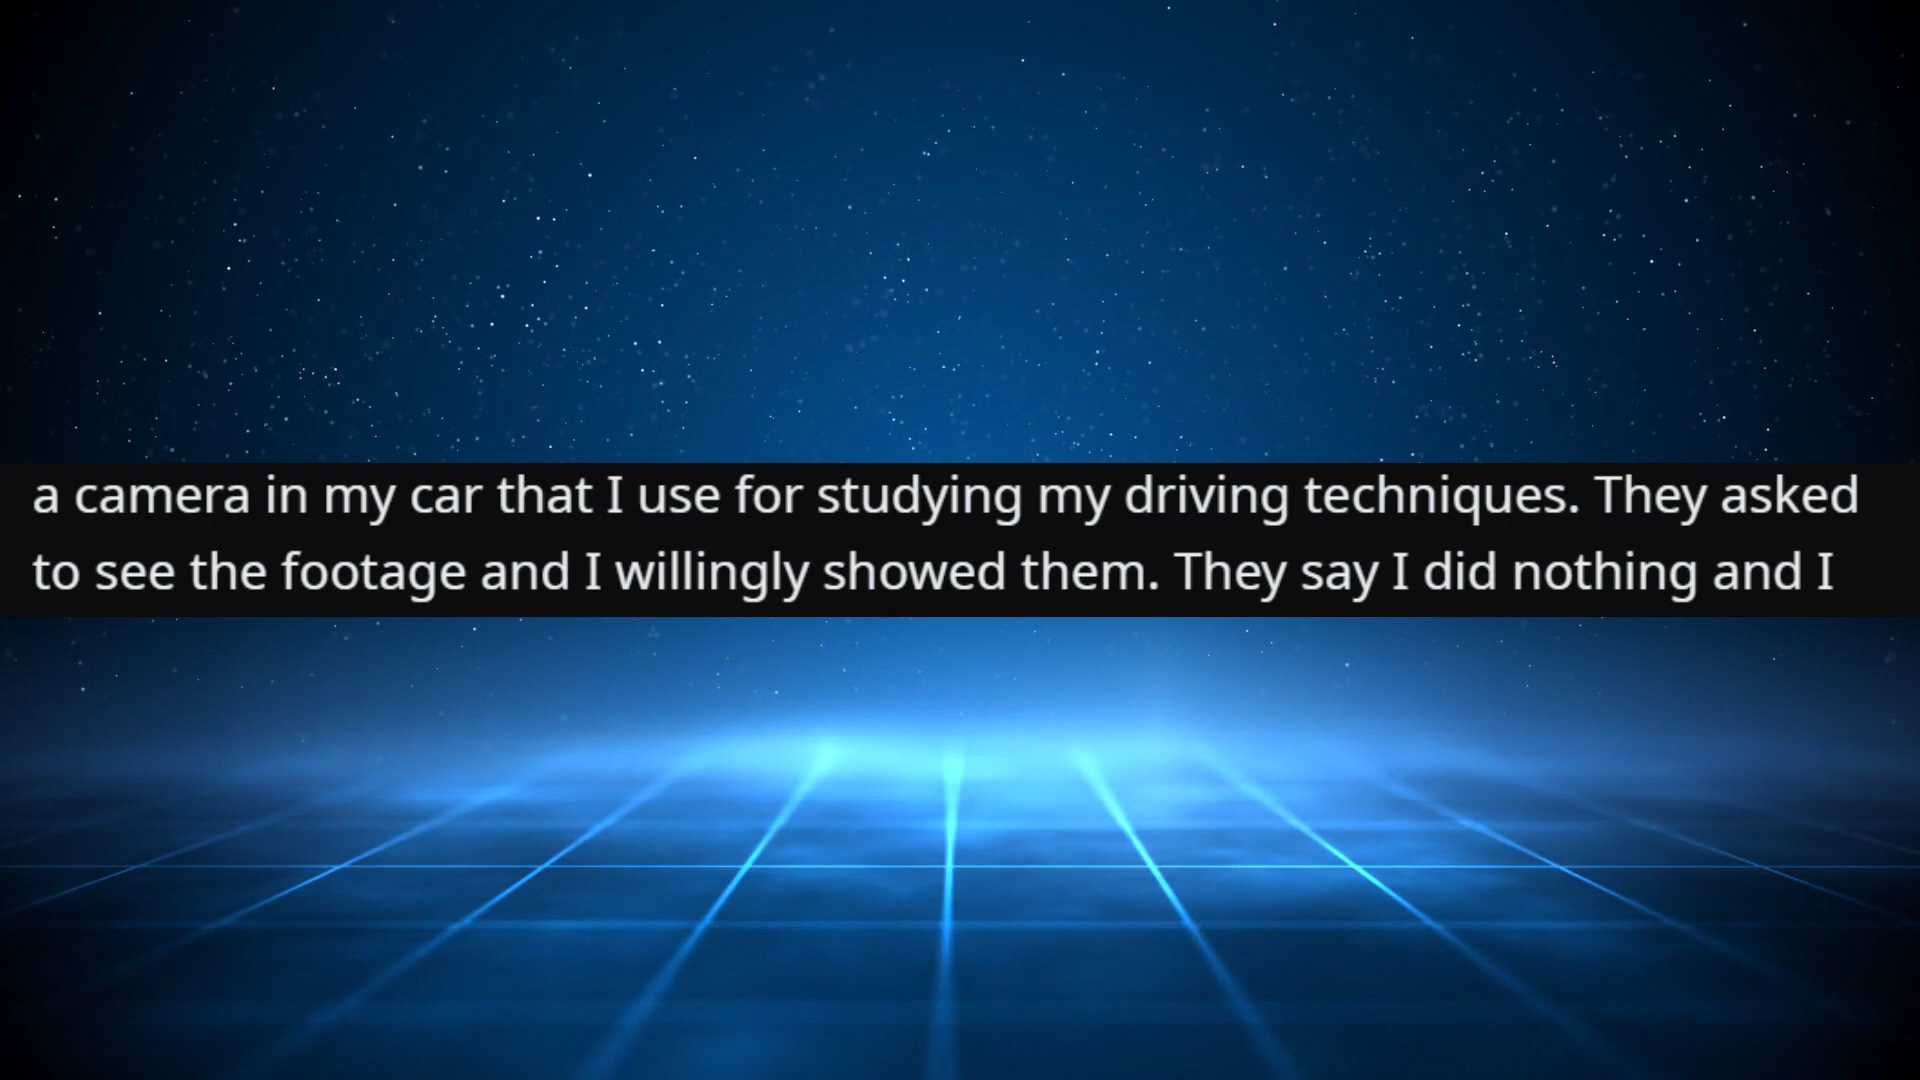 a camera in my car that I use for studying my driving techniques. They asked
to see the footage and I willingly showed them. They say I did nothing and I